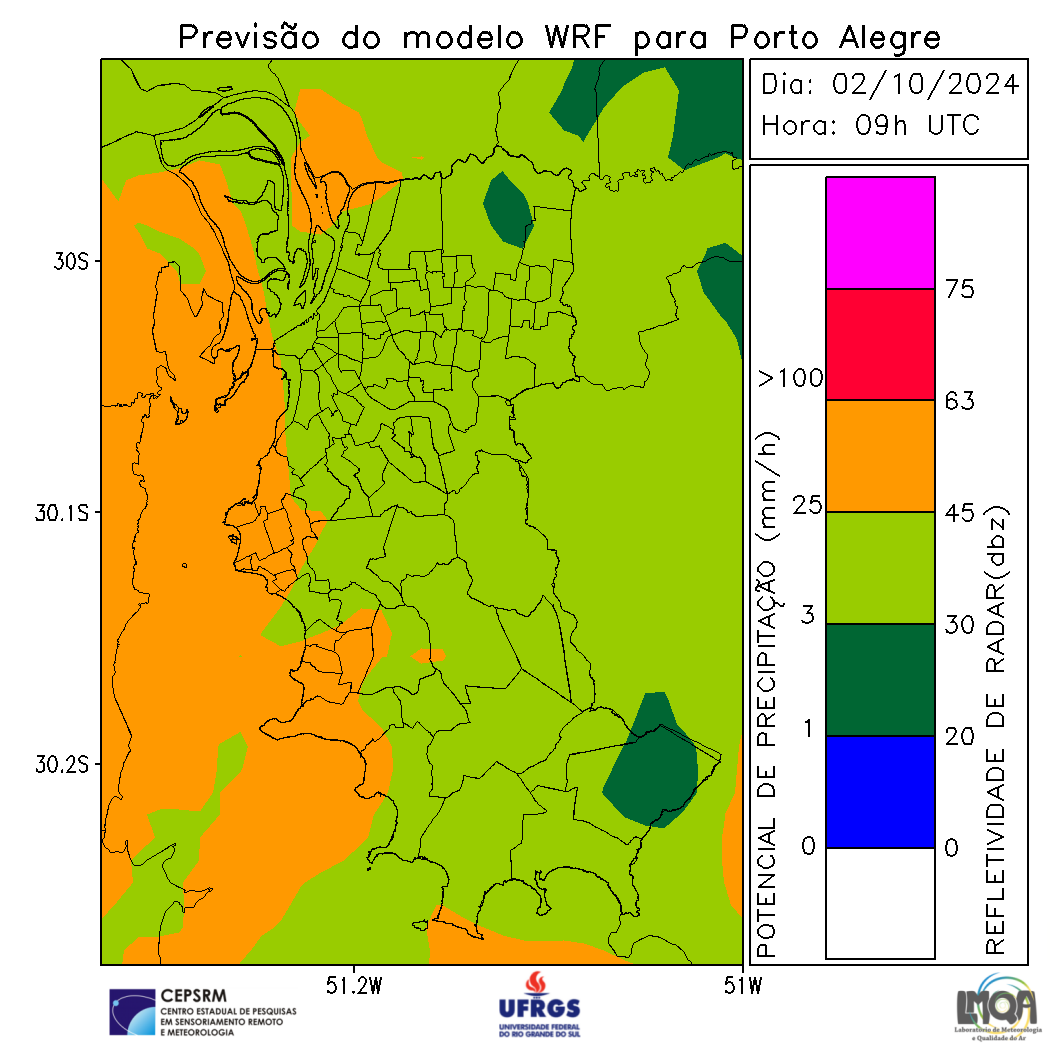 Previsão do modelo WRF para Porto Alegre
Dia: 02/10/2024
Hora: 09h UTC
30S
30.1S
30.2S
51.2W
51W
POTENCIAL DE PRECIPITAÇÃO (mm/h)
>100
25
3
1
0
75
63
45
30
20
0
REFLETIVIDADE DE RADAR(dbz)
CEPSRM
CENTRO ESTADUAL DE PESQUISAS
EM SENSORIAMENTO REMOTO
E METEOROLOGIA
UFRGS
UNIVERSIDADE FEDERAL
DO RIO GRANDE DO SUL
LMQA
Laboratório de Meteorologia
e Qualidade do Ar